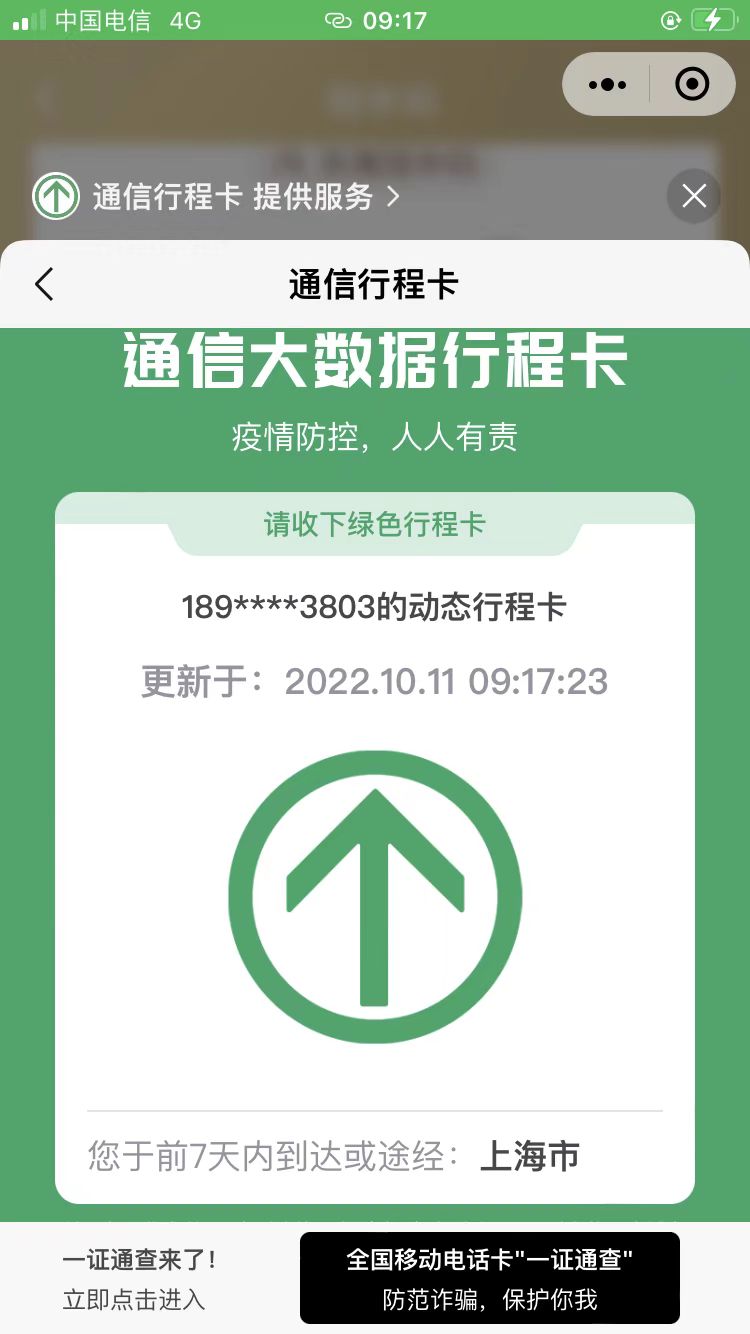 中国电信 4G 09:17
通信行程卡 提供服务
通信行程卡
通信大数据行程卡
疫情防控，人人有责
请收下绿色行程卡
189****3803的动态行程卡
更新于：2022.10.11 09:17:23
您于前7天内到达或途经：上海市
一证通查来了！
立即点击进入
全国移动电话卡"一证通查"
防范诈骗，保护你我